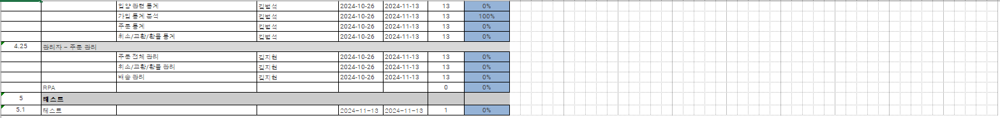 입양 관련 통계 김범석 2024-10-26 2024-11-13 13 0%
가입 통계 분석 김범석 2024-10-26 2024-11-13 13 100%
주문 통계 김범석 2024-10-26 2024-11-13 13 0%
취소/교환/환불 통계 김범석 2024-10-26 2024-11-13 13 0%
4.25 관리자 - 주문 관리
주문 전체 관리 김지현 2024-10-26 2024-11-13 13 0%
취소/교환/환불 관리 김지현 2024-10-26 2024-11-13 13 0%
배송 관리 김지현 2024-10-26 2024-11-13 13 0%
RPA 0 0%
5 테스트
5.1 테스트 2024-11-13 2024-11-13 1 0%